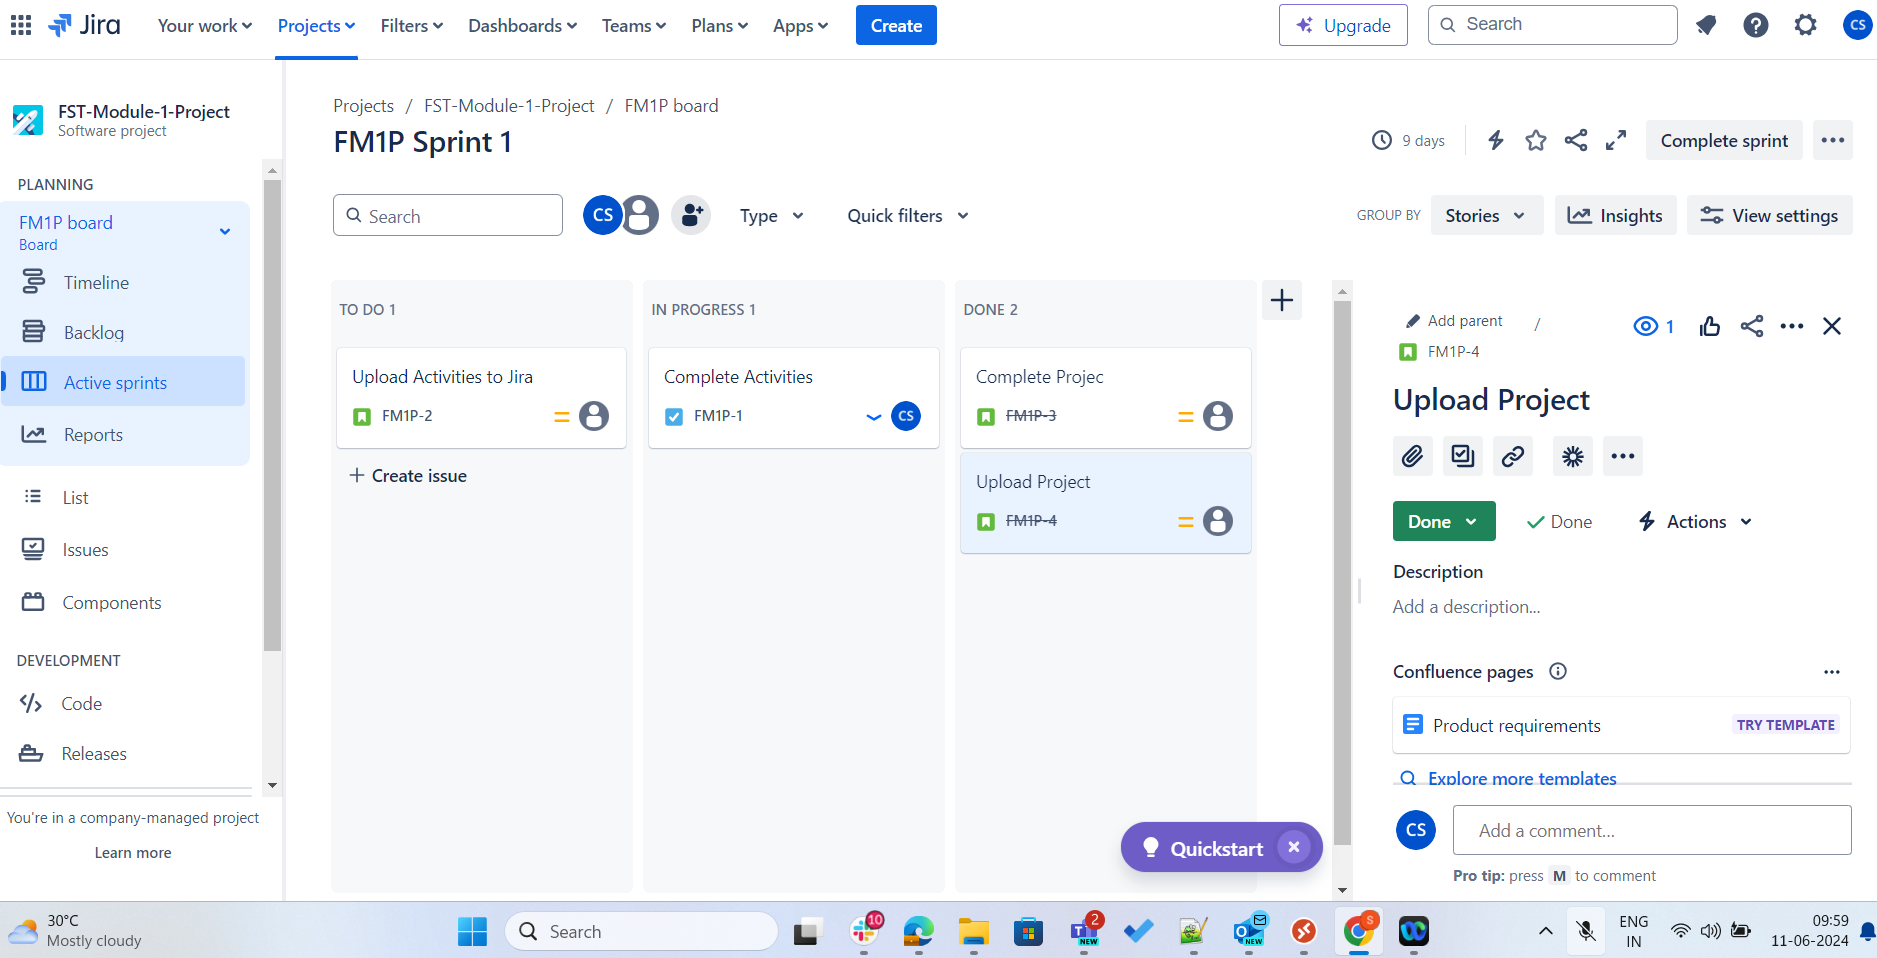 Jira
Your work
Projects
Filters
Dashboards
Teams
Plans
Apps
Create
Upgrade
Search
CS
FST-Module-1-Project
Software project
PLANNING
FM1P board
Board
Timeline
Backlog
Active sprints
Reports
List
Issues
Components
DEVELOPMENT
Code
Releases
You're in a company-managed project
Learn more
Projects / FST-Module-1-Project / FM1P board
FM1P Sprint 1
9 days
Complete sprint
Search
CS
Type
Quick filters
GROUP BY
Stories
Insights
View settings
TO DO 1
Upload Activities to Jira
FM1P-2
Create issue
IN PROGRESS 1
Complete Activities
FM1P-1
CS
DONE 2
Complete Projec
FM1P-3
Upload Project
FM1P-4
Quickstart
Add parent /
1
FM1P-4
Upload Project
Done
Done
Actions
Description
Add a description...
Confluence pages
Product requirements
TRY TEMPLATE
Explore more templates
CS
Add a comment...
Pro tip: press M to comment
30°C
Mostly cloudy
Search
10
2
NEW
NEW
S
ENG
IN
09:59
11-06-2024